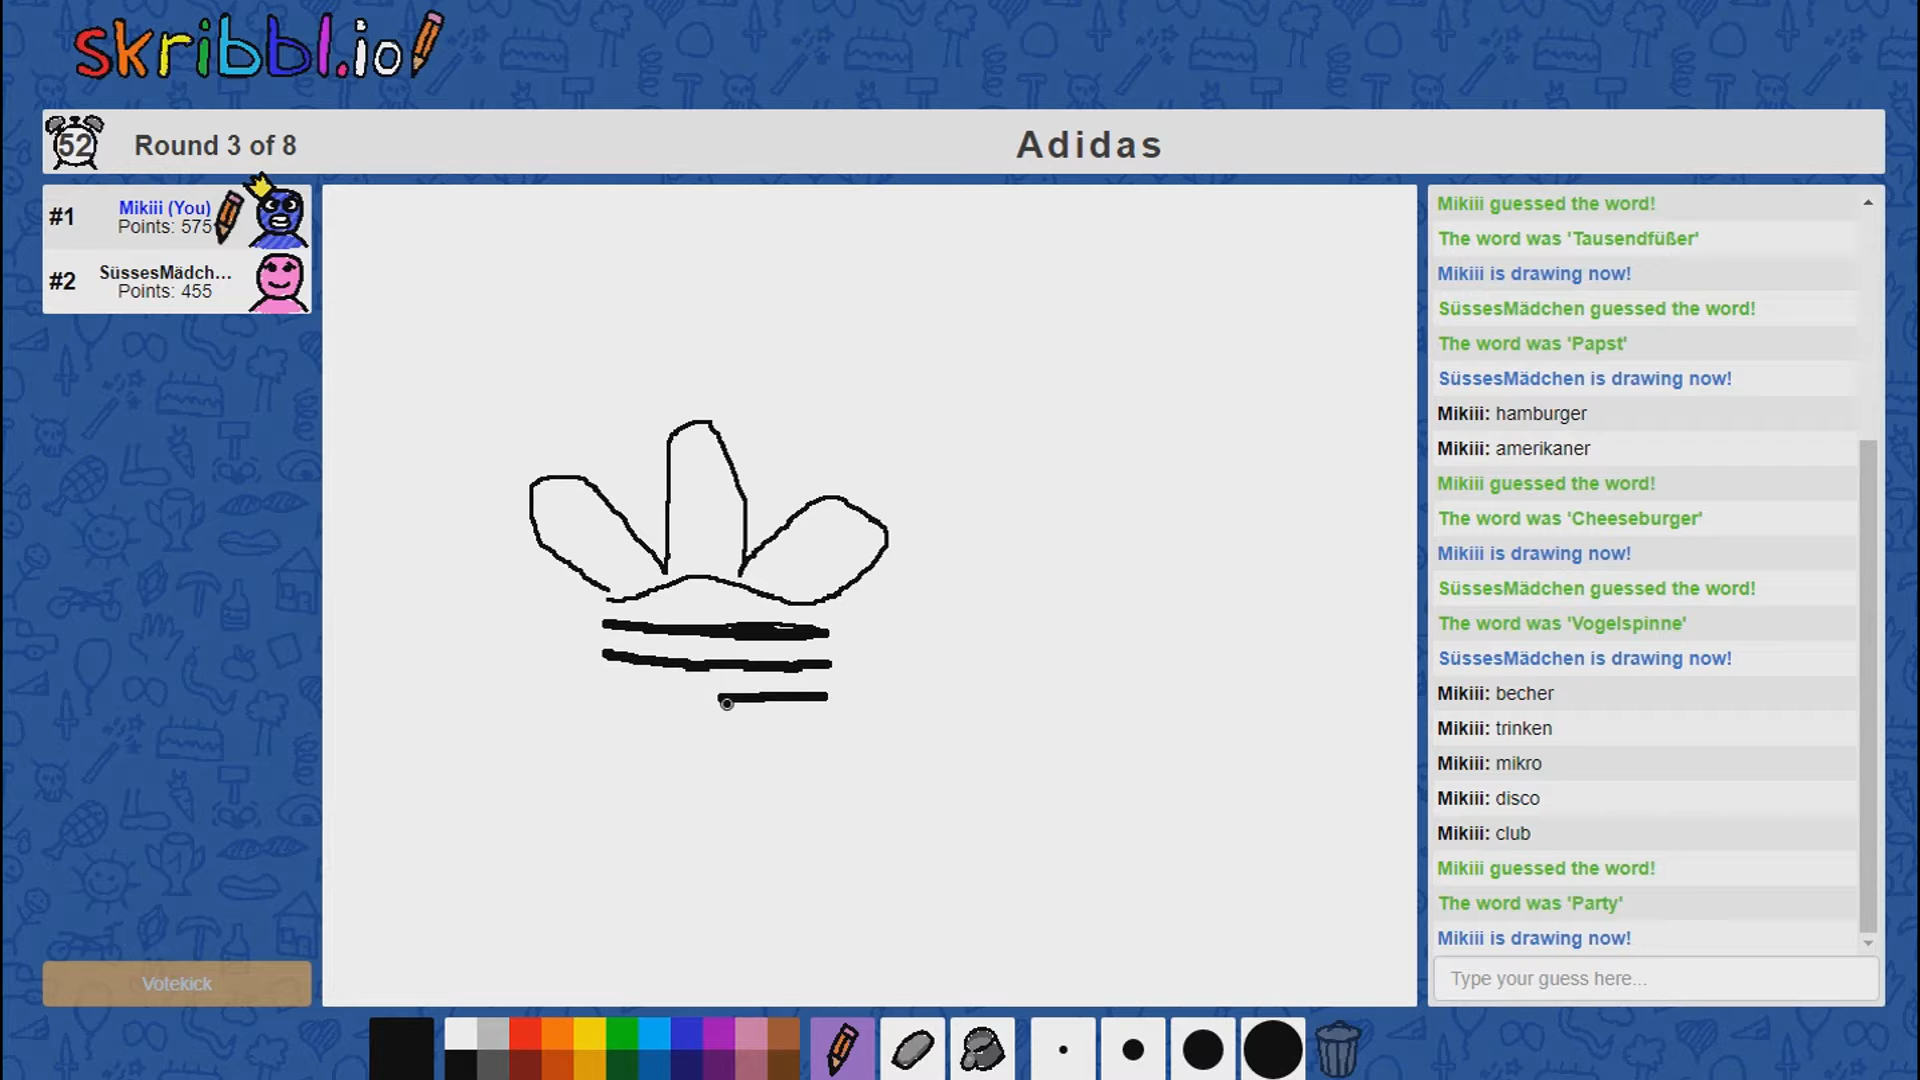 skribbl.io
52
Round 3 of 8
Adidas
#1
Mikiii (You)
Points: 575
#2
SüssesMädch...
Points: 455
Mikiii guessed the word!
The word was 'Tausendfüßer'
Mikiii is drawing now!
SüssesMädchen guessed the word!
The word was 'Papst'
SüssesMädchen is drawing now!
Mikiii: hamburger
Mikiii: amerikaner
Mikiii guessed the word!
The word was 'Cheeseburger'
Mikiii is drawing now!
SüssesMädchen guessed the word!
The word was 'Vogelspinne'
SüssesMädchen is drawing now!
Mikiii: becher
Mikiii: trinken
Mikiii: mikro
Mikiii: disco
Mikiii: club
Mikiii guessed the word!
The word was 'Party'
Mikiii is drawing now!
Type your guess here...
Votekick